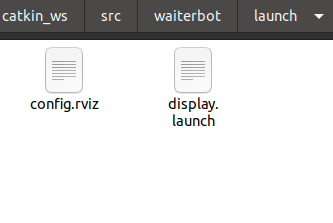 catkin_ws src waiterbot launch
config.rviz display.
launch